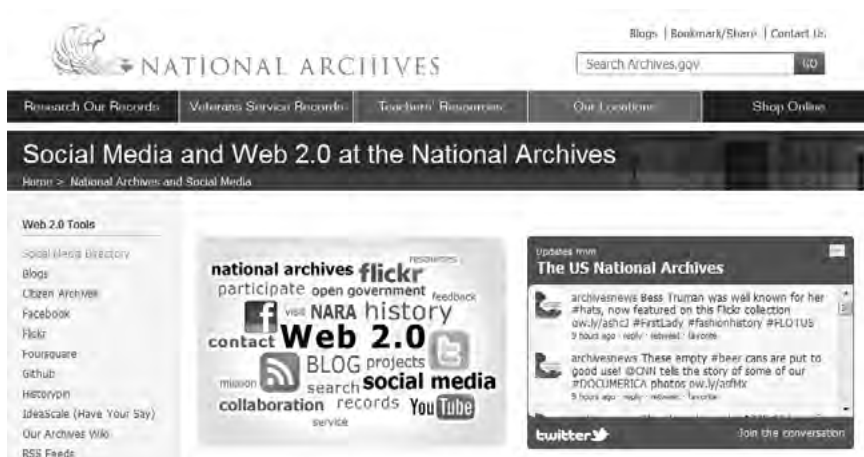 Blogs | Bookmark/Share | Contact Us
NATIONAL ARCHIVES
Search Archives.gov GO
Research Our Records Veterans Service Records Teachers' Resources Our Locations Shop Online
Social Media and Web 2.0 at the National Archives
Home > National Archives and Social Media
Web 2.0 Tools
Social Media Directory
Blogs
Citizen Archives
Facebook
Flickr
Foursquare
Github
Historypin
IdeaScale (Have Your Say)
Our Archives Wiki
RSS Feeds
resources
national archives flickr
participate open government feedback
f visit NARA history
contact Web 2.0 t
BLOG projects
mission search social media
collaboration records YouTube
service
Updates from
The US National Archives
archivesnews Bess Truman was well known for her
#hats, now featured on this Flickr collection
#FirstLady #fashionhistory #FLOTUS
9 hours ago · reply · retweet · favorite
archivesnews These empty #beer cans are put to
good use! @CNN tells the story of some of our
#DOCUMERICA photos
9 hours ago · reply · retweet · favorite
twitter Join the conversation